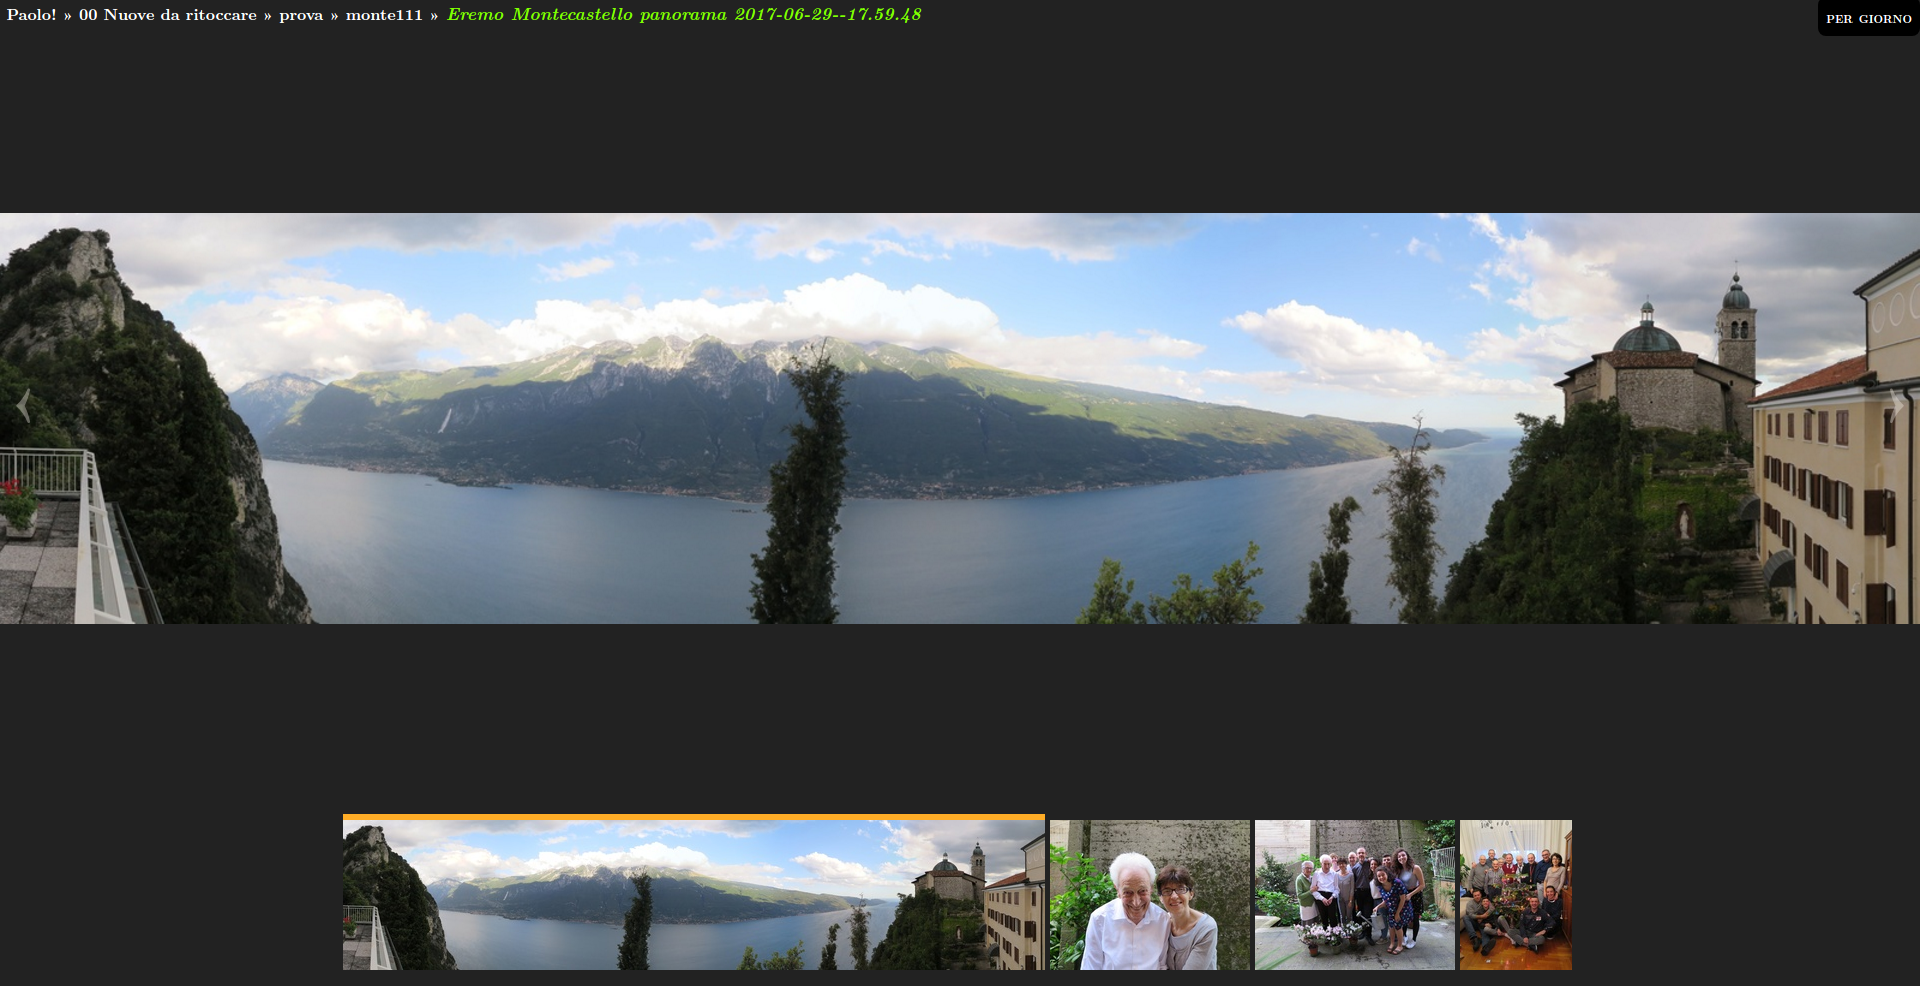 Paolo! » 00 Nuove da ritoccare » prova » monte111 » Eremo Montecastello panorama 2017-06-29--17.59.48
PER GIORNO